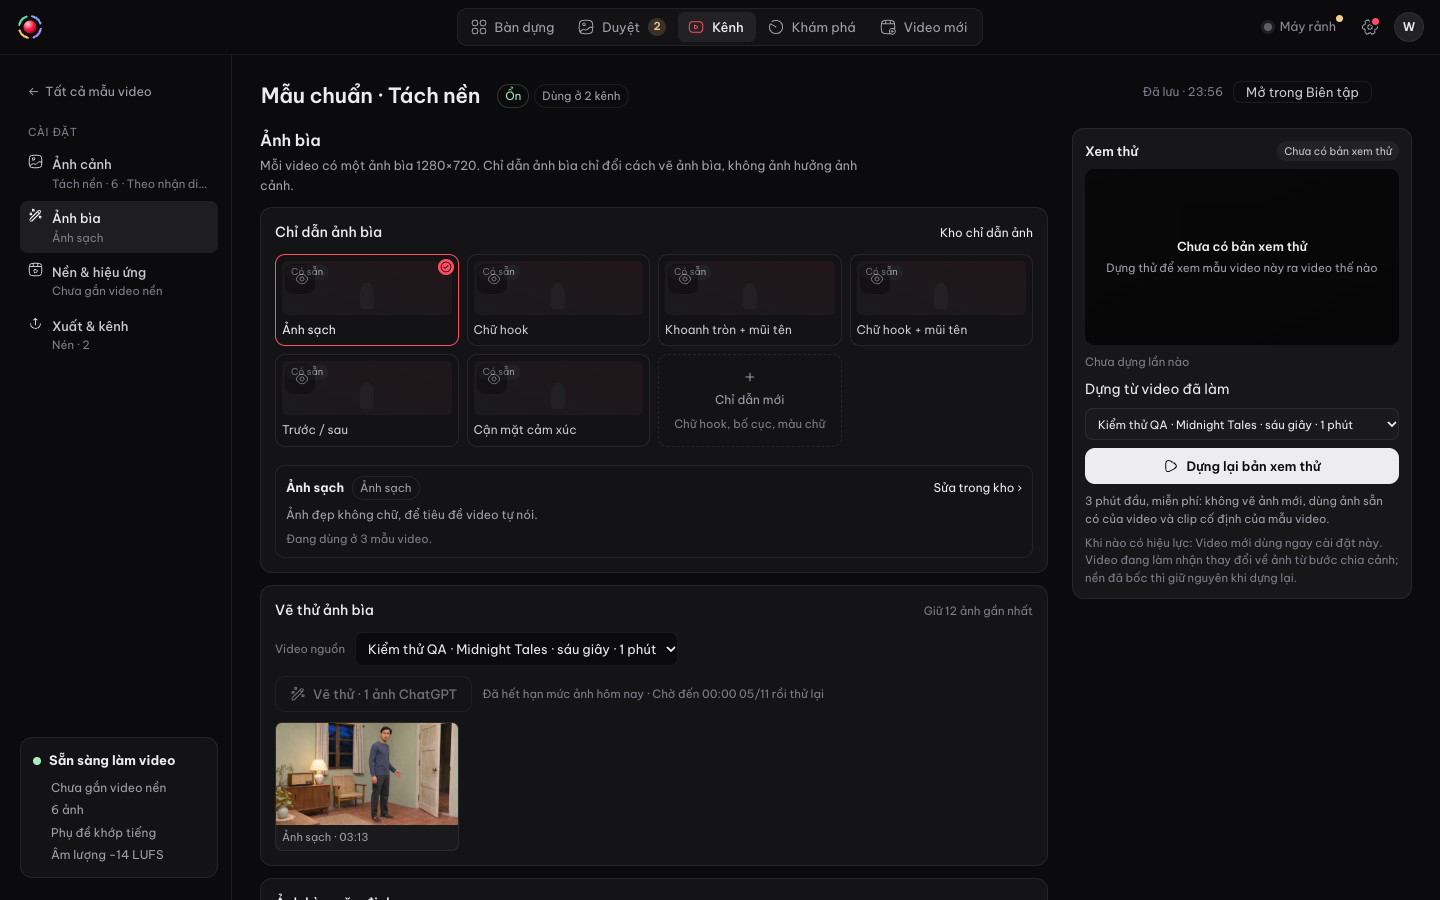 Bàn dựng
Duyệt 2
Kênh
Khám phá
Video mới
Máy rảnh
W
← Tất cả mẫu video
CÀI ĐẶT
Ảnh cảnh
Tách nền · 6 · Theo nhận di...
Ảnh bìa
Ảnh sạch
Nền & hiệu ứng
Chưa gắn video nền
Xuất & kênh
Nén · 2
Sẵn sàng làm video
Chưa gắn video nền
6 ảnh
Phụ đề khớp tiếng
Âm lượng -14 LUFS
Mẫu chuẩn · Tách nền
Ổn
Dùng ở 2 kênh
Đã lưu · 23:56
Mở trong Biên tập
Ảnh bìa
Mỗi video có một ảnh bìa 1280×720. Chỉ dẫn ảnh bìa chỉ đổi cách vẽ ảnh bìa, không ảnh hưởng ảnh
cảnh.
Chỉ dẫn ảnh bìa
Kho chỉ dẫn ảnh
Có sẵn
Ảnh sạch
Có sẵn
Chữ hook
Có sẵn
Khoanh tròn + mũi tên
Có sẵn
Chữ hook + mũi tên
Có sẵn
Trước / sau
Có sẵn
Cận mặt cảm xúc
+
Chỉ dẫn mới
Chữ hook, bố cục, màu chữ
Ảnh sạch
Ảnh sạch
Sửa trong kho ›
Ảnh đẹp không chữ, để tiêu đề video tự nói.
Đang dùng ở 3 mẫu video.
Vẽ thử ảnh bìa
Giữ 12 ảnh gần nhất
Video nguồn
Kiểm thử QA · Midnight Tales · sáu giây · 1 phút
Vẽ thử · 1 ảnh ChatGPT
Đã hết hạn mức ảnh hôm nay · Chờ đến 00:00 05/11 rồi thử lại
Ảnh sạch · 03:13
Xem thử
Chưa có bản xem thử
Chưa có bản xem thử
Dựng thử để xem mẫu video này ra video thế nào
Chưa dựng lần nào
Dựng từ video đã làm
Kiểm thử QA · Midnight Tales · sáu giây · 1 phút
Dựng lại bản xem thử
3 phút đầu, miễn phí: không vẽ ảnh mới, dùng ảnh sẵn
có của video và clip cố định của mẫu video.
Khi nào có hiệu lực: Video mới dùng ngay cài đặt này.
Video đang làm nhận thay đổi về ảnh từ bước chia cảnh;
nền đã bốc thì giữ nguyên khi dựng lại.